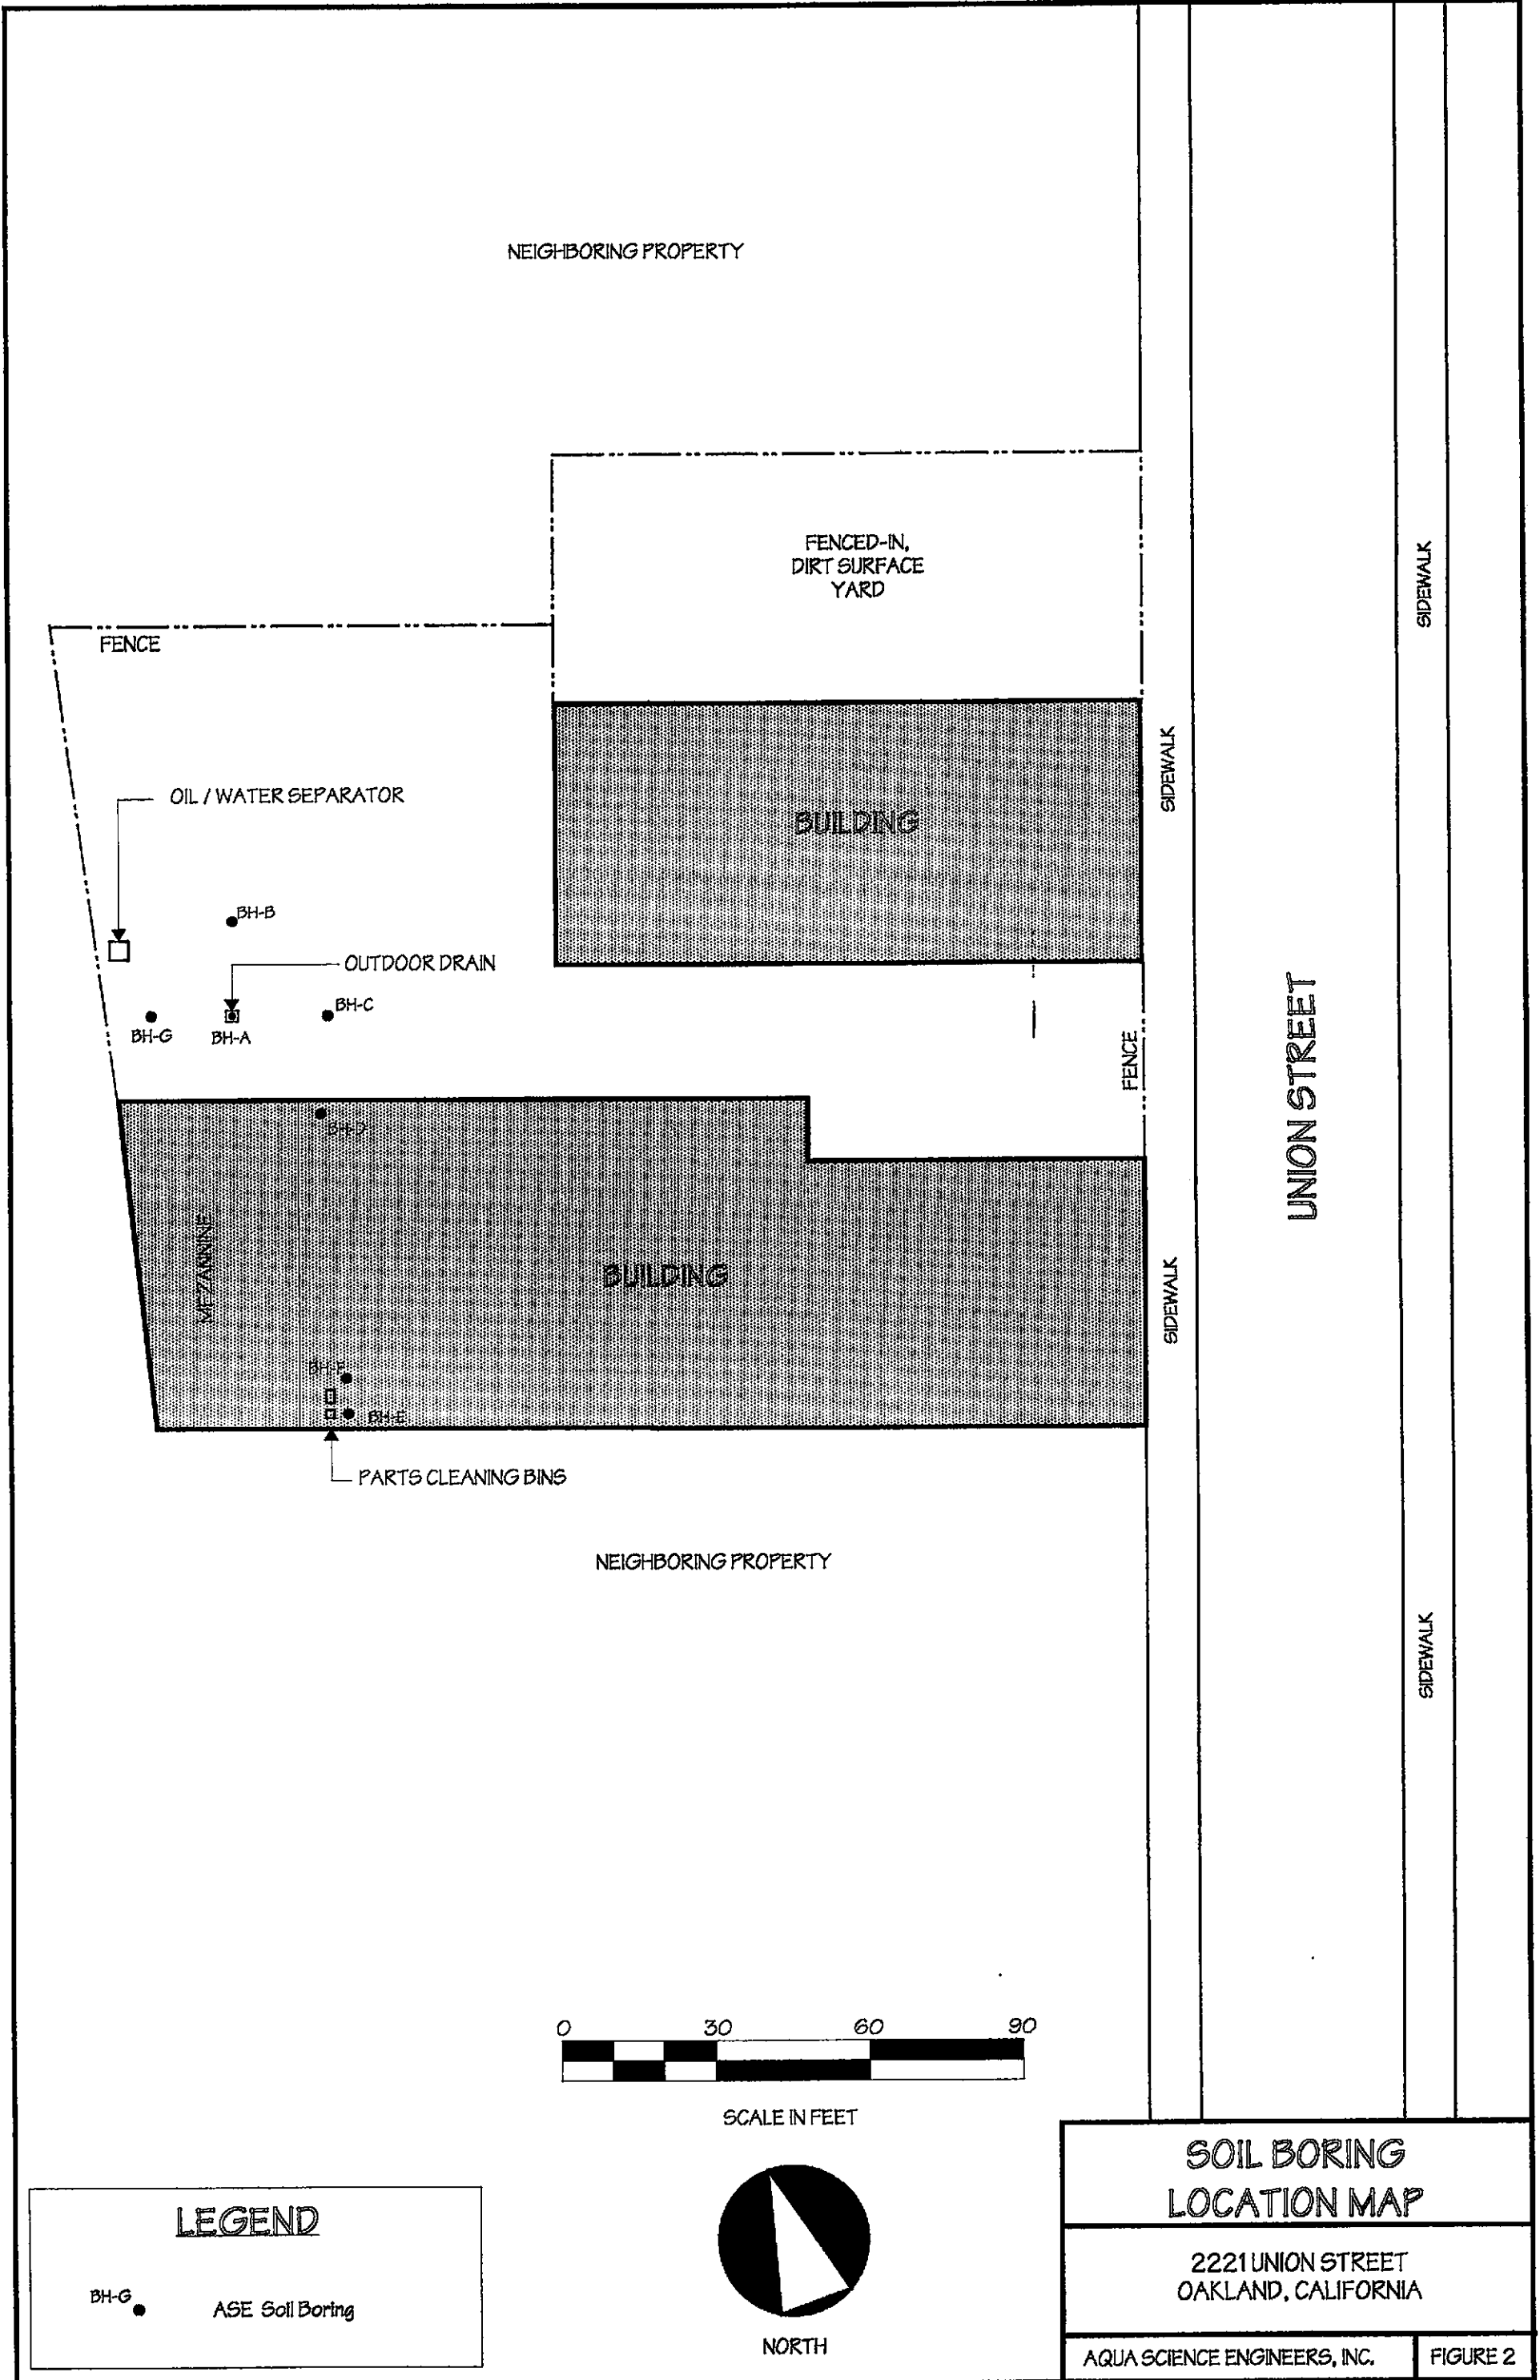 NEIGHBORING PROPERTY
FENCED-IN,
DIRT SURFACE
YARD
SIDEWALK
FENCE
SIDEWALK
OIL / WATER SEPARATOR
BUILDING
BH-B
OUTDOOR DRAIN
BH-C
BH-G
BH-A
FENCE
UNION STREET
BH-D
MEZANNINE
BUILDING
SIDEWALK
BH-F
BH-E
PARTS CLEANING BINS
NEIGHBORING PROPERTY
SIDEWALK
0 30 60 90
SCALE IN FEET
NORTH
LEGEND
BH-G
ASE Soil Boring
SOIL BORING
LOCATION MAP
2221 UNION STREET
OAKLAND, CALIFORNIA
AQUA SCIENCE ENGINEERS, INC.
FIGURE 2